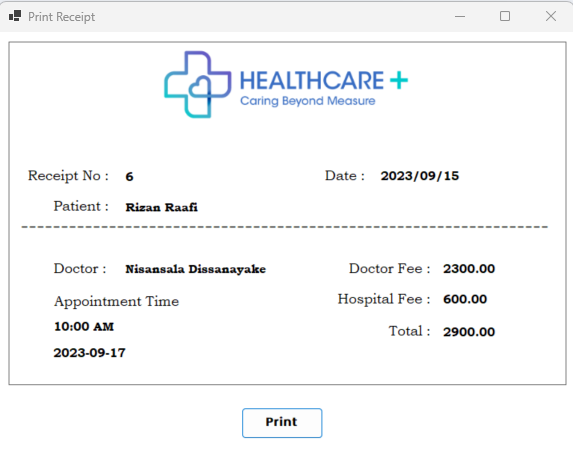 Print Receipt
HEALTHCARE +
Caring Beyond Measure
Receipt No : 6 Date : 2023/09/15
Patient : Rizan Raafi
Doctor : Nisansala Dissanayake Doctor Fee : 2300.00
Appointment Time Hospital Fee : 600.00
10:00 AM Total : 2900.00
2023-09-17
Print